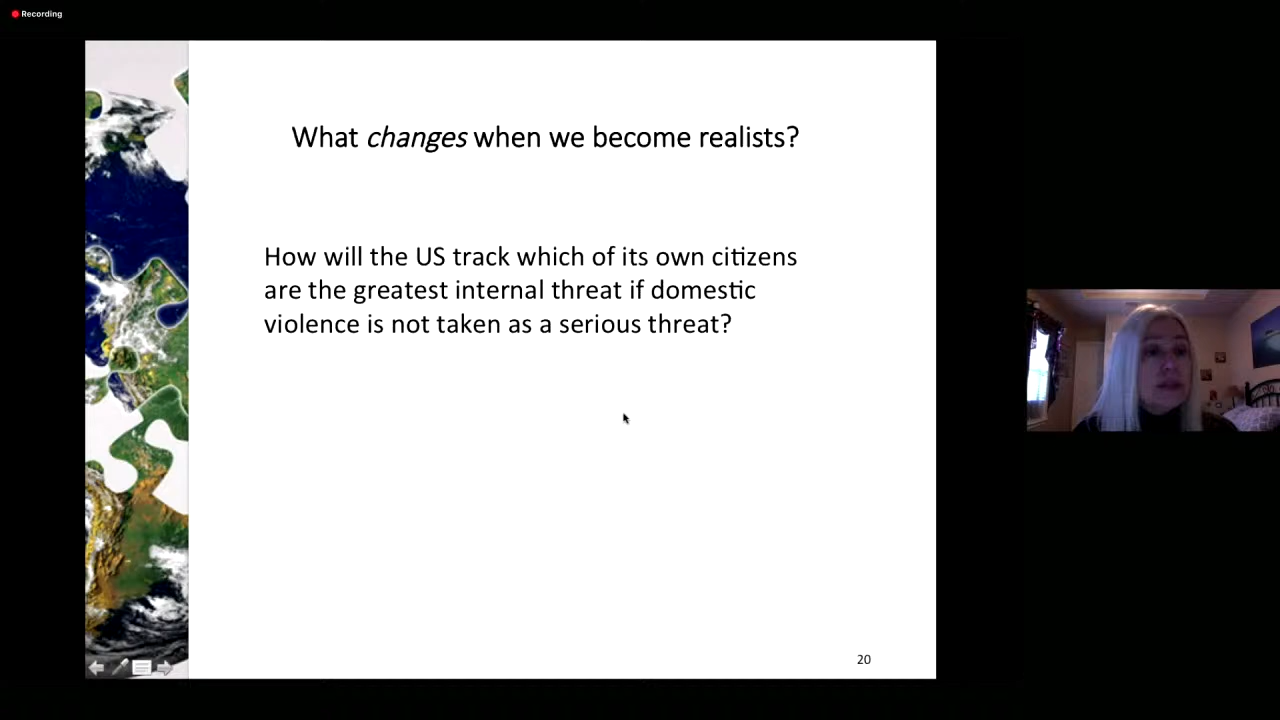 Recording
What changes when we become realists?
How will the US track which of its own citizens
are the greatest internal threat if domestic
violence is not taken as a serious threat?
20